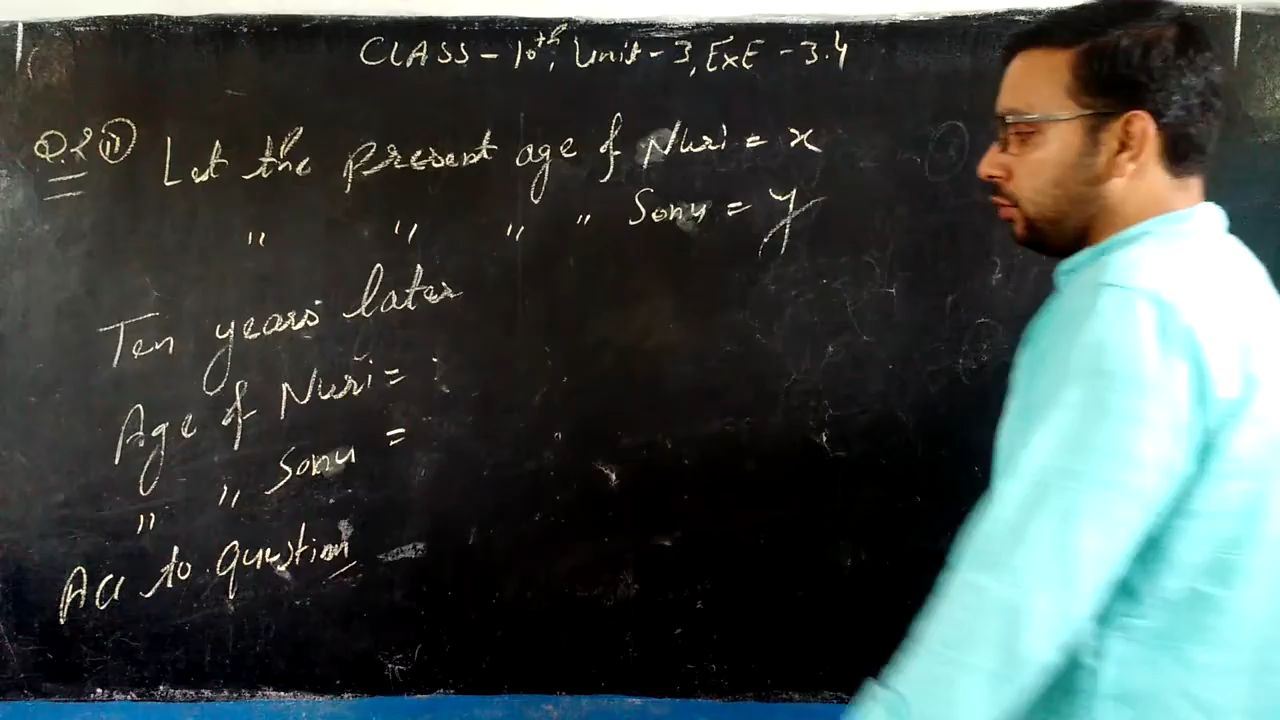 CLASS - 10th, Unit - 3, ExE - 3.4
Q.2 (ii) Let the present age of Nuri = x
" " " " Sonu = y
Ten years later
Age of Nuri =
" " Sonu =
Acc to question